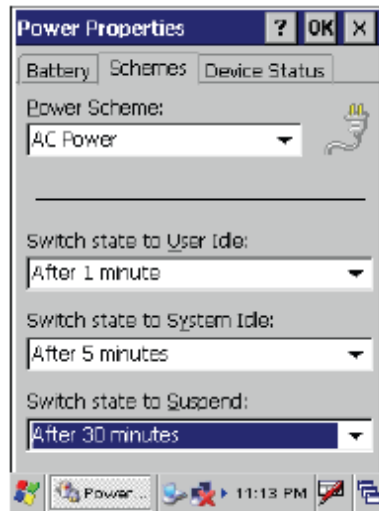 Power Properties ? OK ×
Battery Schemes Device Status
Power Scheme:
AC Power
Switch state to User Idle:
After 1 minute
Switch state to System Idle:
After 5 minutes
Switch state to Suspend:
After 30 minutes
Power... 11:13 PM